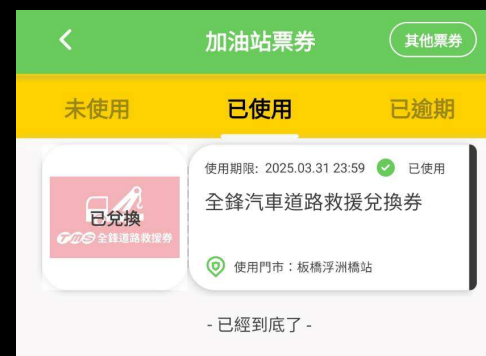 加油站票券
其他票券
未使用
已使用
已逾期
使用期限: 2025.03.31 23:59
已使用
全鋒汽車道路救援兌換券
已兌換
TMS 全鋒道路救援券
使用門市：板橋浮洲橋站
- 已經到底了 -